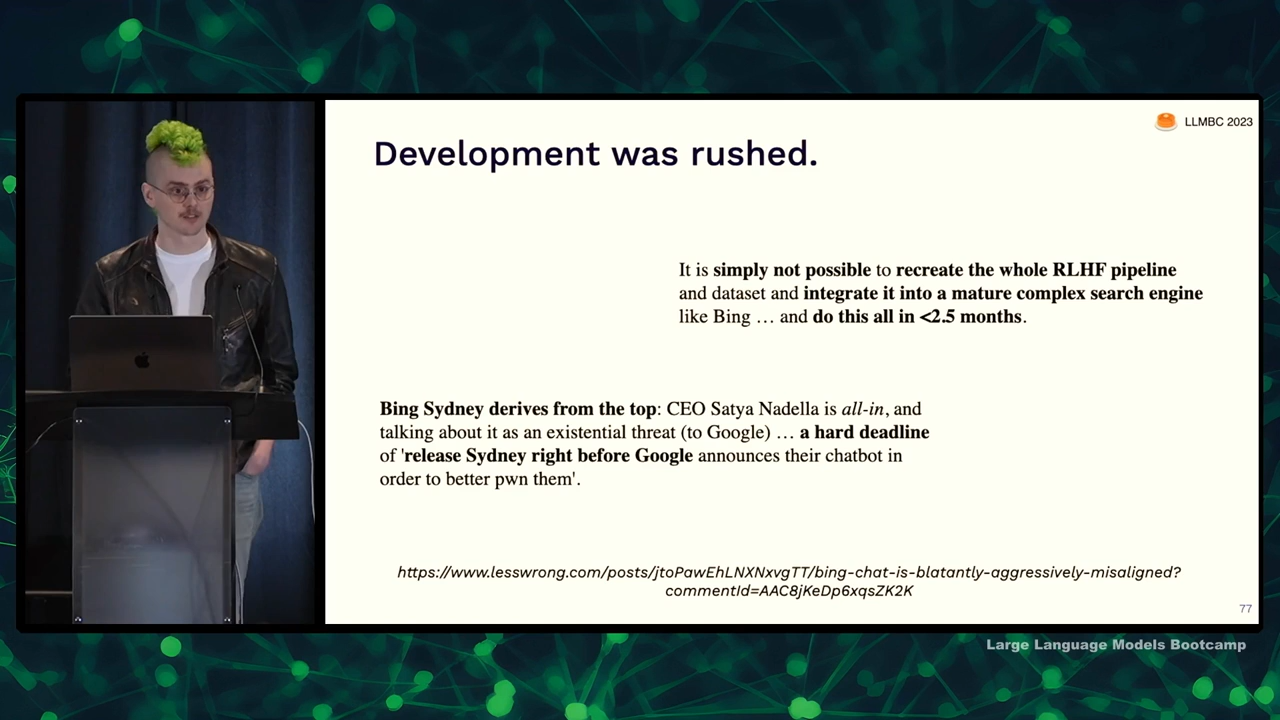 LLMBC 2023
Development was rushed.
It is simply not possible to recreate the whole RLHF pipeline
and dataset and integrate it into a mature complex search engine
like Bing … and do this all in <2.5 months.
Bing Sydney derives from the top: CEO Satya Nadella is all-in, and
talking about it as an existential threat (to Google) … a hard deadline
of 'release Sydney right before Google announces their chatbot in
order to better pwn them'.
https://www.lesswrong.com/posts/jtoPawEhLNXNxvgTT/bing-chat-is-blatantly-aggressively-misaligned?
commentId=AAC8jKeDp6xqsZK2K
77
Large Language Models Bootcamp